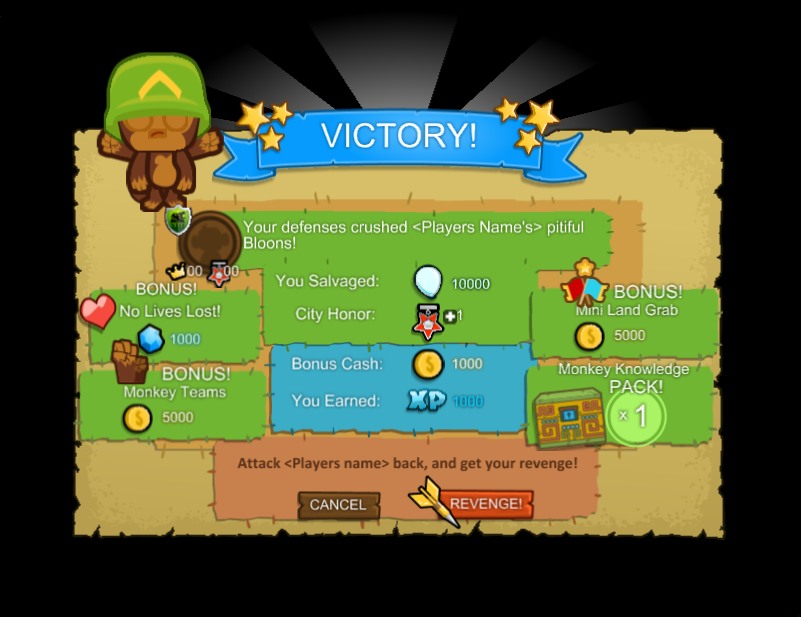 VICTORY!
Your defenses crushed <Players Name's> pitiful
Bloons!
00 00
You Salvaged: 10000
City Honor: +1
BONUS!
No Lives Lost!
1000
BONUS!
Mini Land Grab
5000
Bonus Cash: 1000
You Earned: XP 1000
BONUS!
Monkey Teams
5000
Monkey Knowledge
PACK!
x 1
Attack <Players name> back, and get your revenge!
CANCEL
REVENGE!